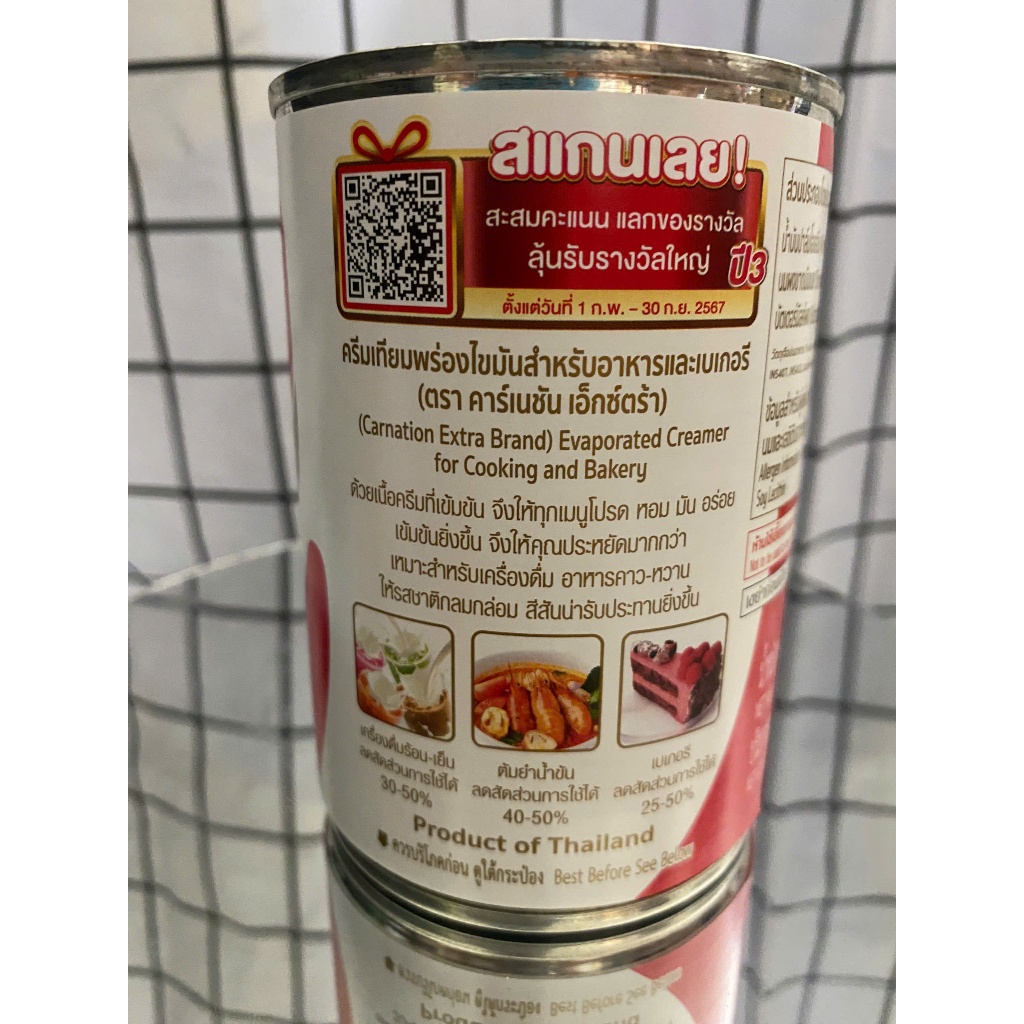 สแกนเลย!
สะสมคะแนน แลกของรางวัล
ลุ้นรับรางวัลใหญ่ ปี3
ตั้งแต่วันที่ 1 ก.พ. – 30 ก.ย. 2567
ครีมเทียมพร่องไขมันสำหรับอาหารและเบเกอรี
(ตรา คาร์เนชัน เอ็กซ์ตร้า)
(Carnation Extra Brand) Evaporated Creamer
for Cooking and Bakery
ด้วยเนื้อครีมที่เข้มข้น จึงให้ทุกเมนูโปรด หอม มัน อร่อย
เข้มข้นยิ่งขึ้น จึงให้คุณประหยัดมากกว่า
เหมาะสำหรับเครื่องดื่ม อาหารคาว-หวาน
ให้รสชาติกลมกล่อม สีสันน่ารับประทานยิ่งขึ้น
เครื่องดื่มร้อน-เย็น
ลดสัดส่วนการใช้ได้
30-50%
ต้มยำน้ำข้น
ลดสัดส่วนการใช้ได้
40-50%
เบเกอรี
ลดสัดส่วนการใช้ได้
25-50%
Product of Thailand
ควรบริโภคก่อน ดูใต้กระป๋อง Best Before See Below
Allergen
Soy Lecithin